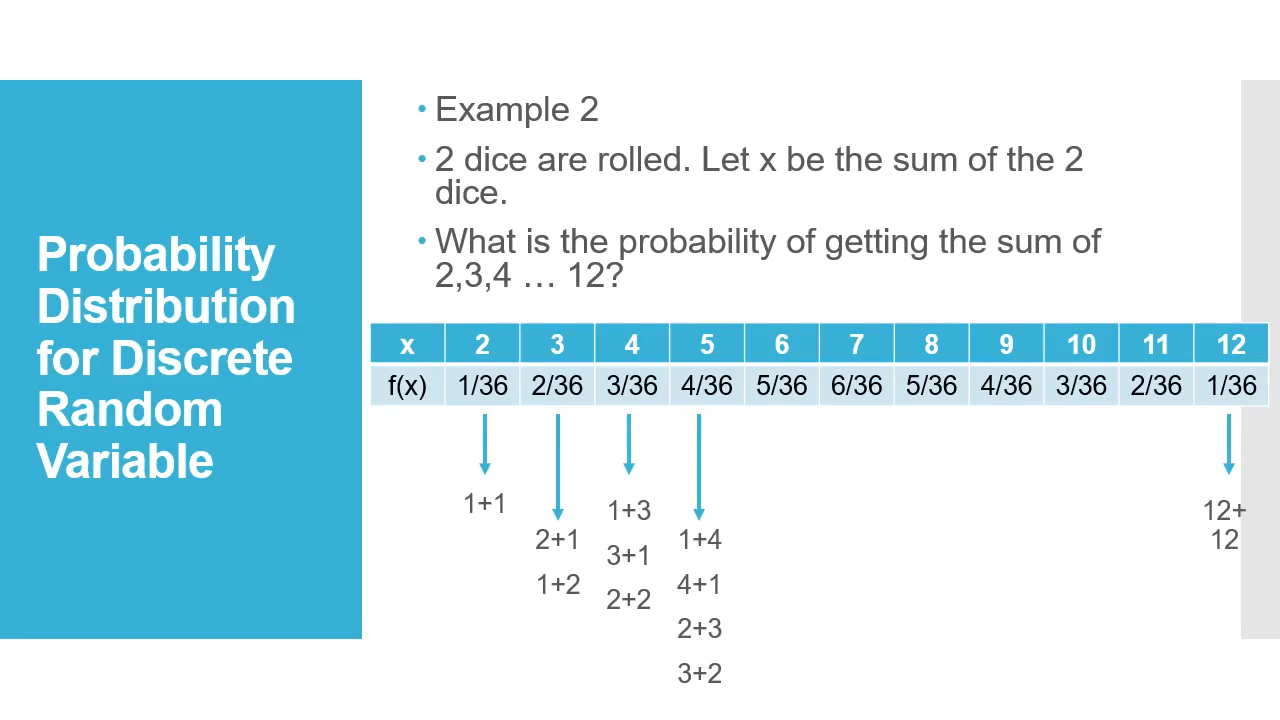 Probability
Distribution
for Discrete
Random
Variable
• Example 2
• 2 dice are rolled. Let x be the sum of the 2
dice.
• What is the probability of getting the sum of
2,3,4 … 12?
x 2 3 4 5 6 7 8 9 10 11 12
f(x) 1/36 2/36 3/36 4/36 5/36 6/36 5/36 4/36 3/36 2/36 1/36
1+1
2+1
1+2
1+3
3+1
2+2
1+4
4+1
2+3
3+2
12+
12